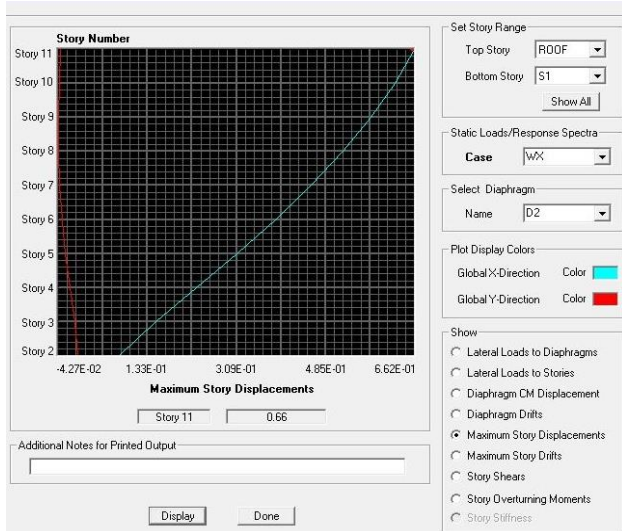 Story Number
Story 11
Story 10
Story 9
Story 8
Story 7
Story 6
Story 5
Story 4
Story 3
Story 2
-4.27E-02 1.33E-01 3.09E-01 4.85E-01 6.62E-01
Maximum Story Displacements
Story 11 0.66
Additional Notes for Printed Output
Display Done
Set Story Range
Top Story ROOF
Bottom Story S1
Show All
Static Loads/Response Spectra
Case WX
Select Diaphragm
Name D2
Plot Display Colors
Global X-Direction Color
Global Y-Direction Color
Show
Lateral Loads to Diaphragms
Lateral Loads to Stories
Diaphragm CM Displacement
Diaphragm Drifts
Maximum Story Displacements
Maximum Story Drifts
Story Shears
Story Overturning Moments
Story Stiffness